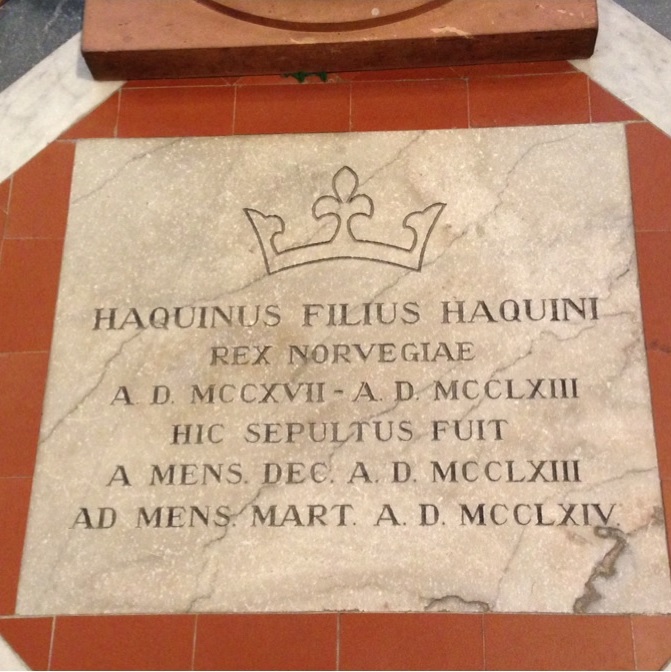 HAQUINUS FILIUS HAQUINI
REX NORVEGIAE
A. D. MCCXVII - A. D. MCCLXIII
HIC SEPULTUS FUIT
A MENS. DEC. A. D. MCCLXIII
AD MENS. MART. A. D. MCCLXIV.